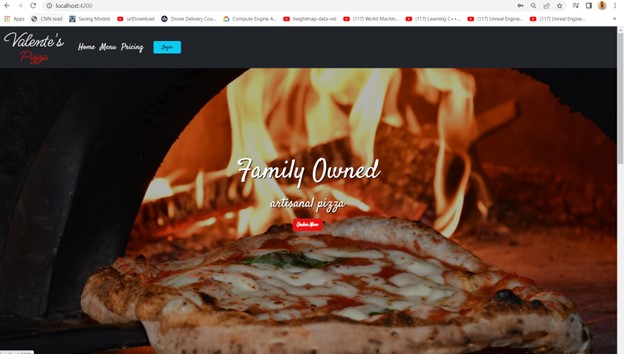 localhost:4200
Apps
CNN read
Saving Models
urlDownload
Drone Delivery Cou...
Google Compute Engine A...
heightmap-data-vid
(117) World Machin...
(117) Learning C++...
(117) Unreal Engine...
(117) Unreal Engine...
Valente's
Pizza
Home Menu Pricing Login
Family Owned
artisanal pizza
Order Now